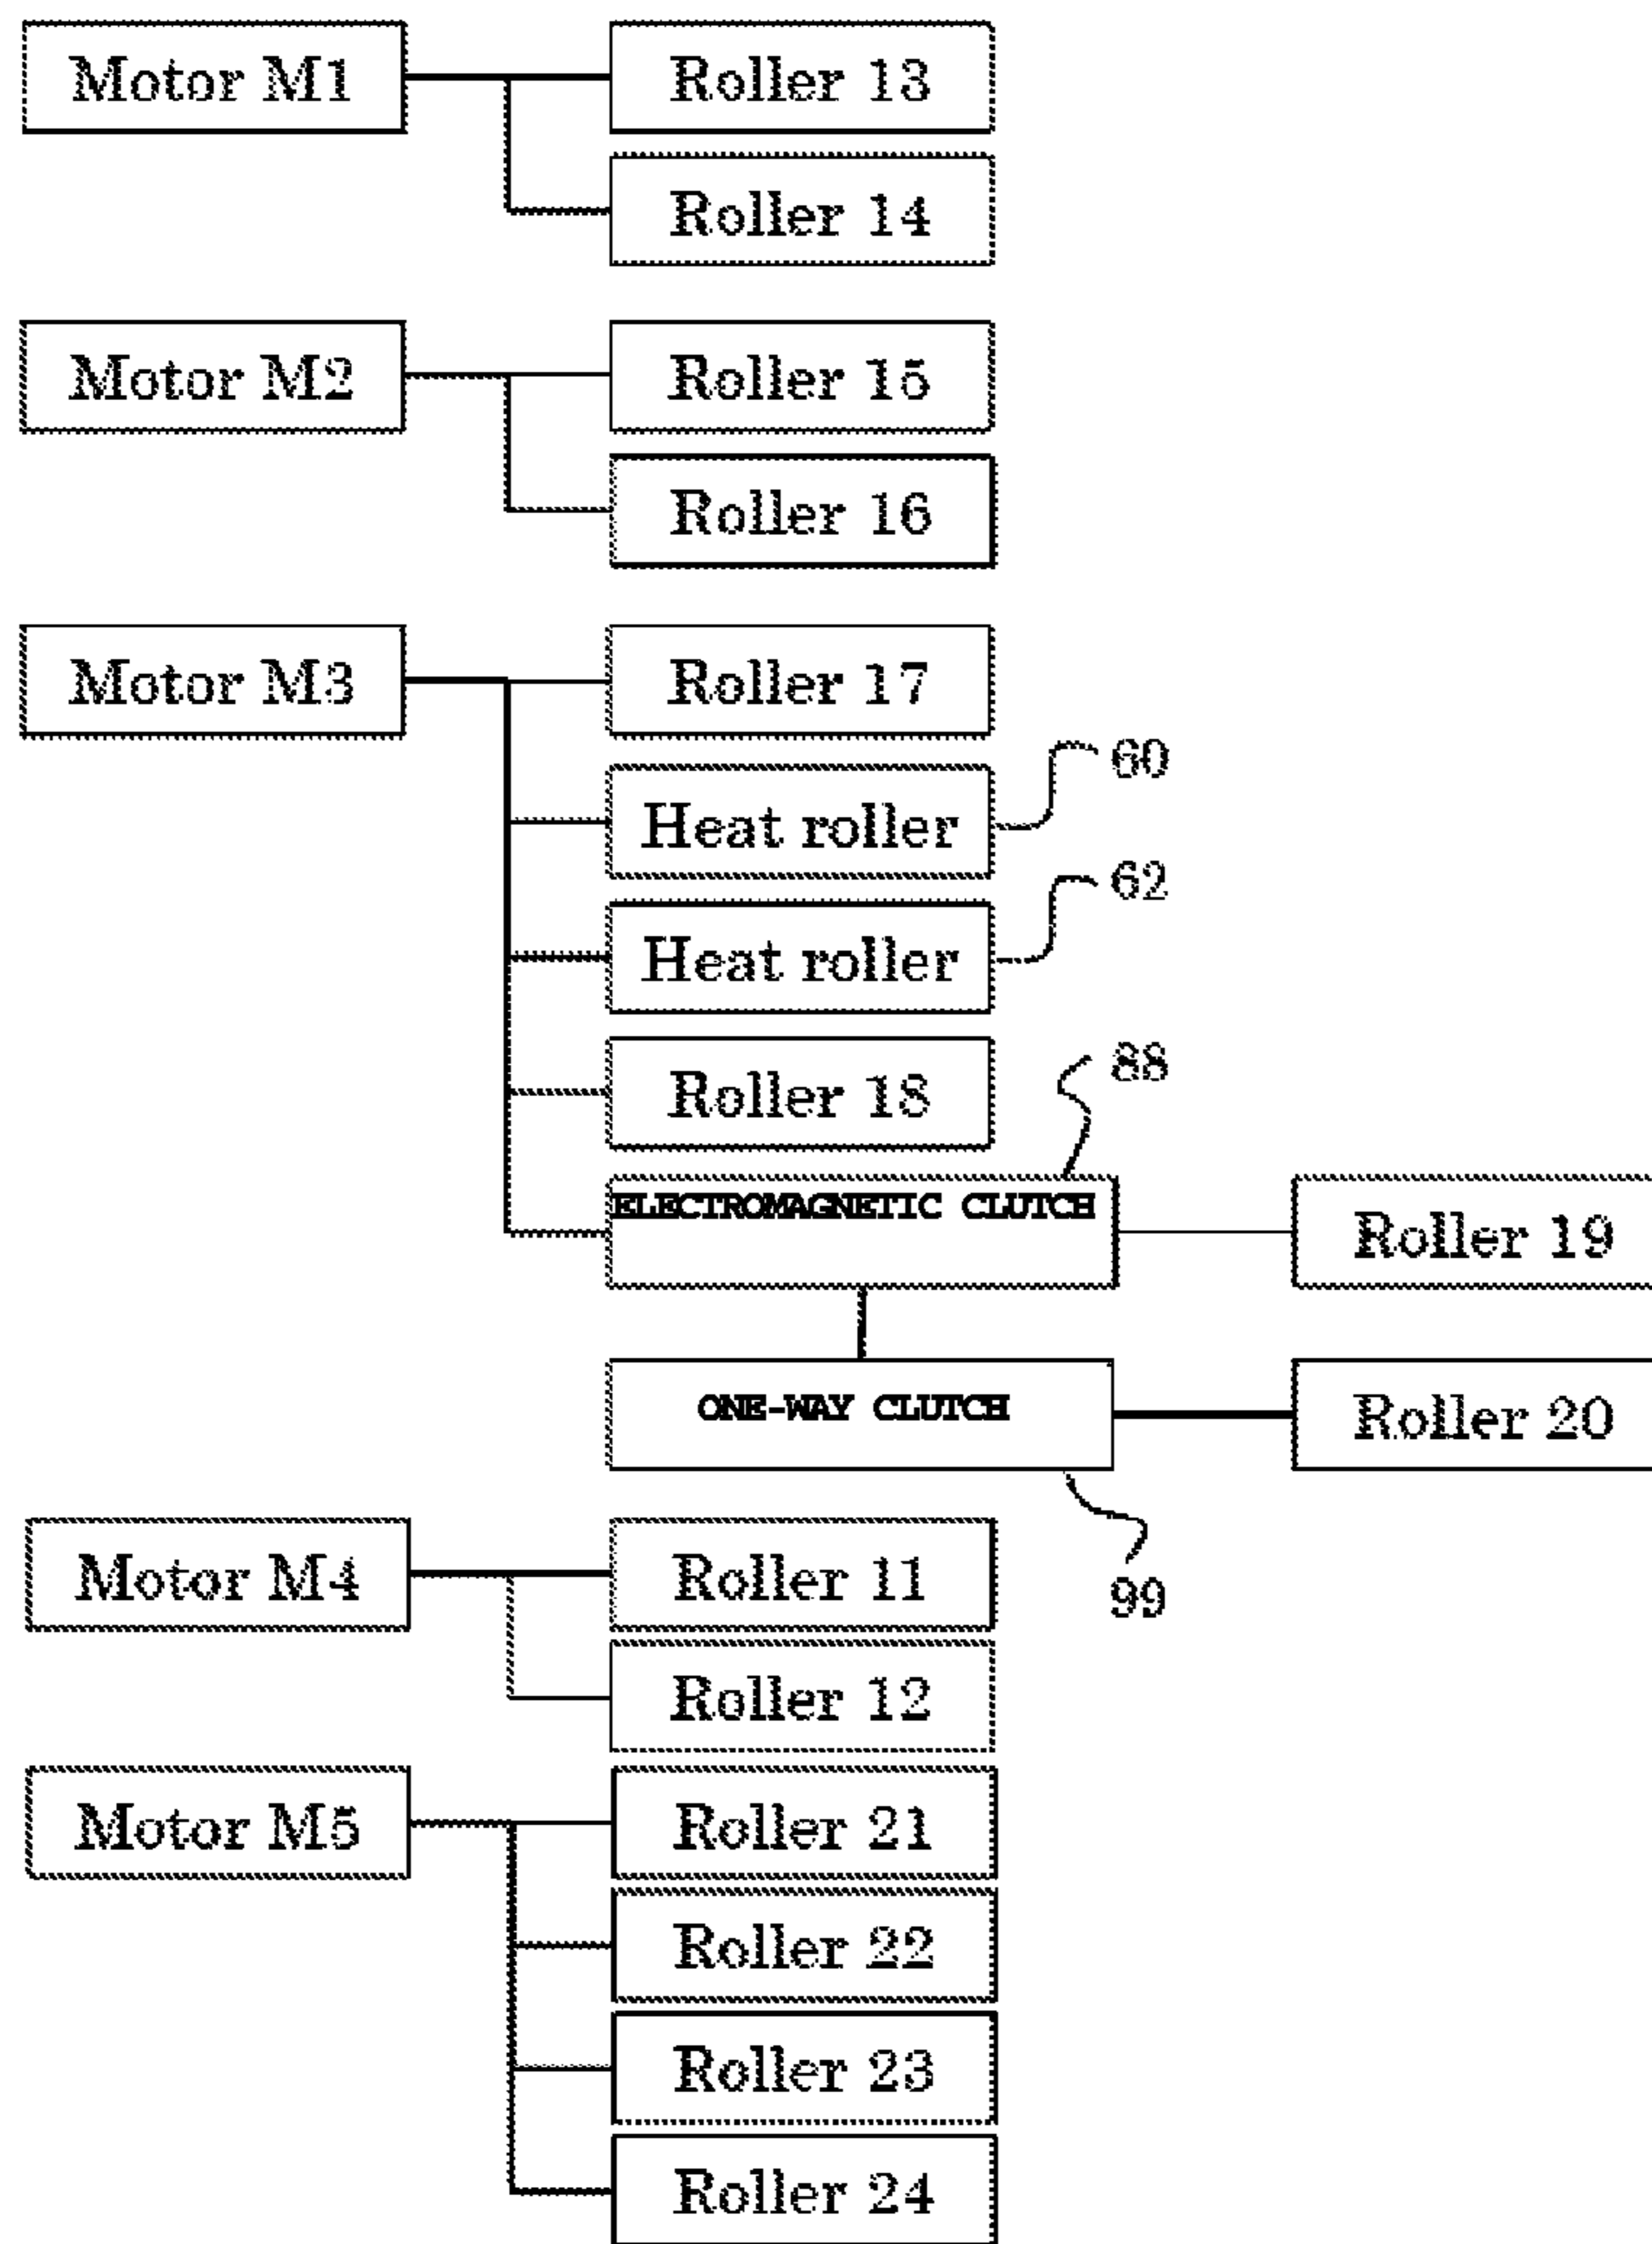 Motor M1
Roller 13
Roller 14
Motor M2
Roller 15
Roller 16
Motor M3
Roller 17
Heat roller
60
Heat roller
62
Roller 18
88
ELECTROMAGNETIC CLUTCH
Roller 19
ONE-WAY CLUTCH
Roller 20
99
Motor M4
Roller 11
Roller 12
Motor M5
Roller 21
Roller 22
Roller 23
Roller 24